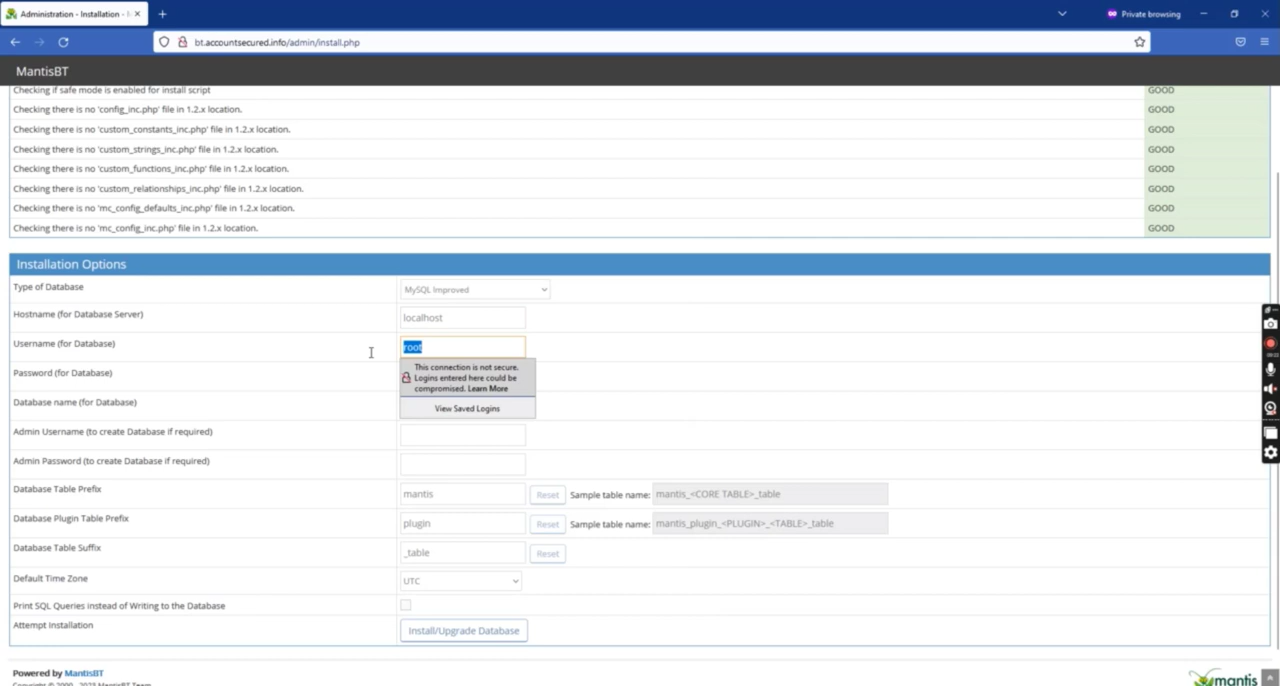 Administration - Installation - M
Private browsing
bt.accountsecured.info/admin/install.php
MantisBT
Checking if safe mode is enabled for install script GOOD
Checking there is no 'config_inc.php' file in 1.2.x location. GOOD
Checking there is no 'custom_constants_inc.php' file in 1.2.x location. GOOD
Checking there is no 'custom_strings_inc.php' file in 1.2.x location. GOOD
Checking there is no 'custom_functions_inc.php' file in 1.2.x location. GOOD
Checking there is no 'custom_relationships_inc.php' file in 1.2.x location. GOOD
Checking there is no 'mc_config_defaults_inc.php' file in 1.2.x location. GOOD
Checking there is no 'mc_config_inc.php' file in 1.2.x location. GOOD
Installation Options
Type of Database MySQL Improved
Hostname (for Database Server) localhost
Username (for Database) root
This connection is not secure.
Logins entered here could be
compromised. Learn More
View Saved Logins
Password (for Database)
Database name (for Database)
Admin Username (to create Database if required)
Admin Password (to create Database if required)
Database Table Prefix mantis Reset Sample table name: mantis_<CORE TABLE>_table
Database Plugin Table Prefix plugin Reset Sample table name: mantis_plugin_<PLUGIN>_<TABLE>_table
Database Table Suffix _table Reset
Default Time Zone UTC
Print SQL Queries instead of Writing to the Database
Attempt Installation Install/Upgrade Database
Powered by MantisBT
Copyright © 2000 - 2023 MantisBT Team
mantis